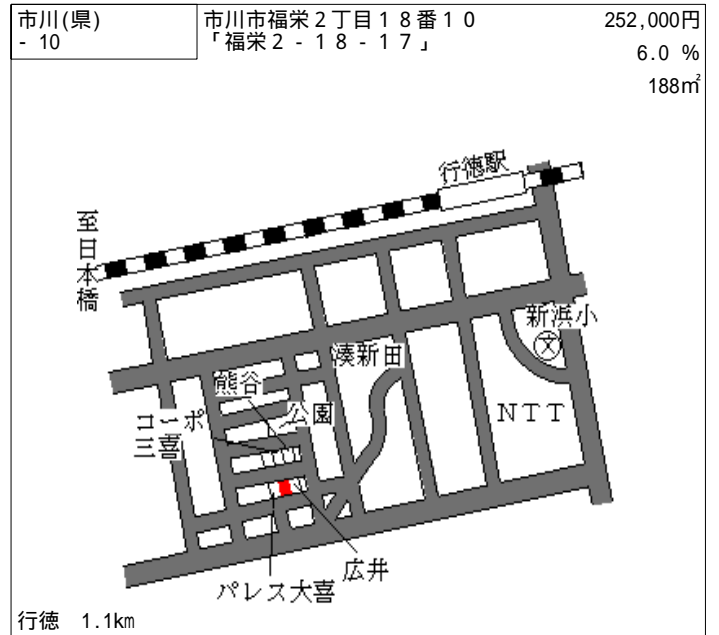 市川(県)
- 10
市川市福栄２丁目１８番１０
「福栄２‐１８‐１７」
252,000円
6.0 %
188㎡
行徳駅
至日本橋
新浜小
文
湊新田
熊谷
公園
コーポ
三喜
ＮＴＴ
広井
パレス大喜
行徳 1.1㎞